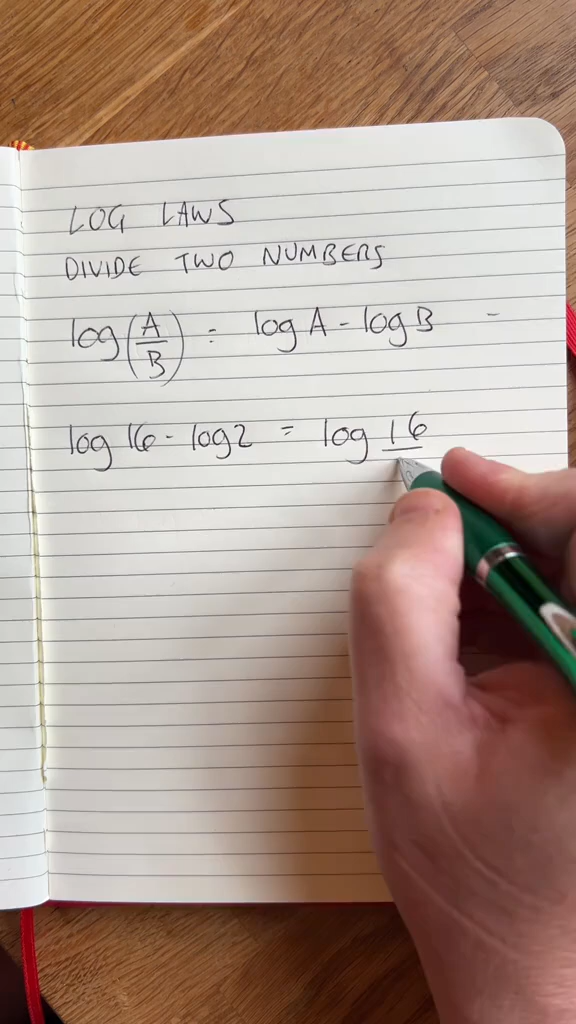 LOG LAWS
DIVIDE TWO NUMBERS
log(A/B) = log A - log B -
log 16 - log 2 = log 16/